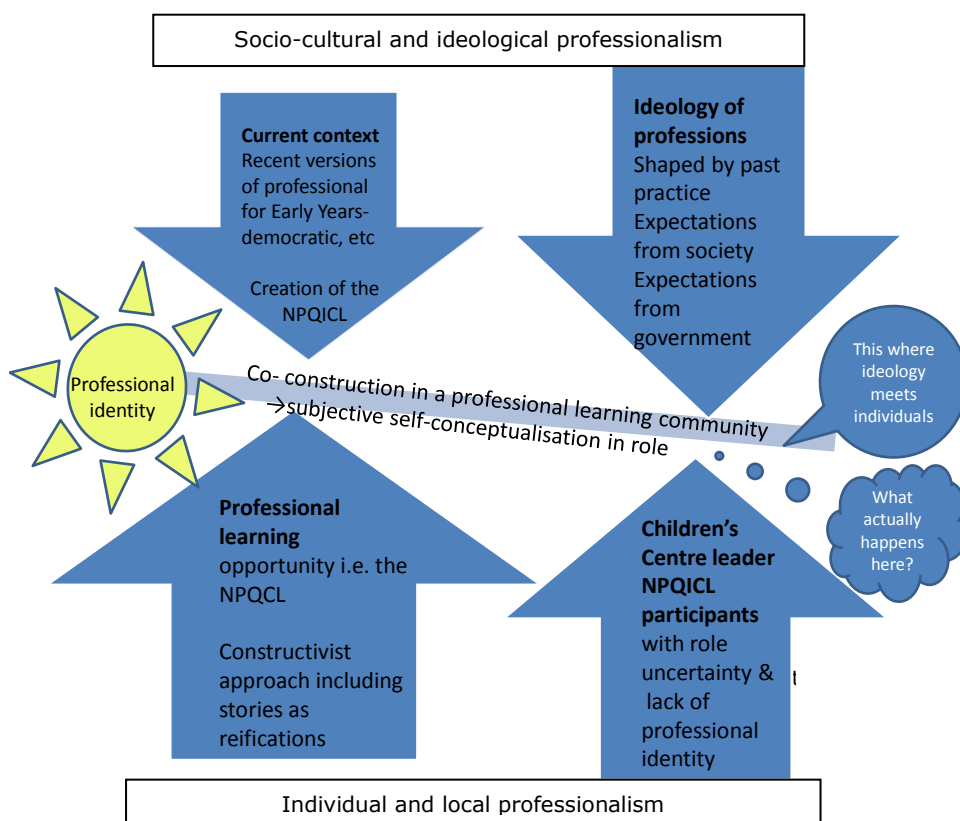 Socio-cultural and ideological professionalism
Current context
Recent versions
of professional
for Early Years-
democratic, etc
Creation of the
NPQICL
Ideology of
professions
Shaped by past
practice
Expectations
from society
Expectations
from
government
Professional
identity
Co- construction in a professional learning community
→subjective self-conceptualisation in role
This where
ideology
meets
individuals
What
actually
happens
here?
Professional
learning
opportunity i.e. the
NPQCL
Constructivist
approach including
stories as
reifications
Children’s
Centre leader
NPQICL
participants
with role
uncertainty &
lack of
professional
identity
t
Individual and local professionalism